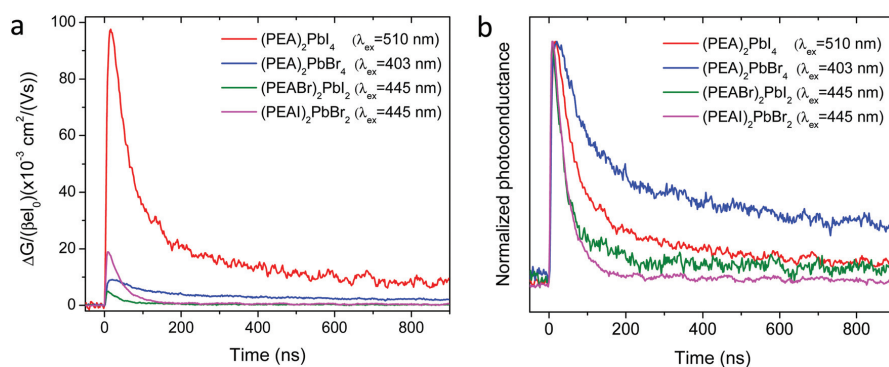 a
(PEA)₂PbI₄ (λₑₓ=510 nm)
(PEA)₂PbBr₄ (λₑₓ=403 nm)
(PEABr)₂PbI₂ (λₑₓ=445 nm)
(PEAI)₂PbBr₂ (λₑₓ=445 nm)
100
80
60
40
20
0
ΔG/(βeI₀)(x10⁻³ cm²/(Vs))
0 200 400 600 800
Time (ns)
b
(PEA)₂PbI₄ (λₑₓ=510 nm)
(PEA)₂PbBr₄ (λₑₓ=403 nm)
(PEABr)₂PbI₂ (λₑₓ=445 nm)
(PEAI)₂PbBr₂ (λₑₓ=445 nm)
Normalized photoconductance
0 200 400 600 800
Time (ns)